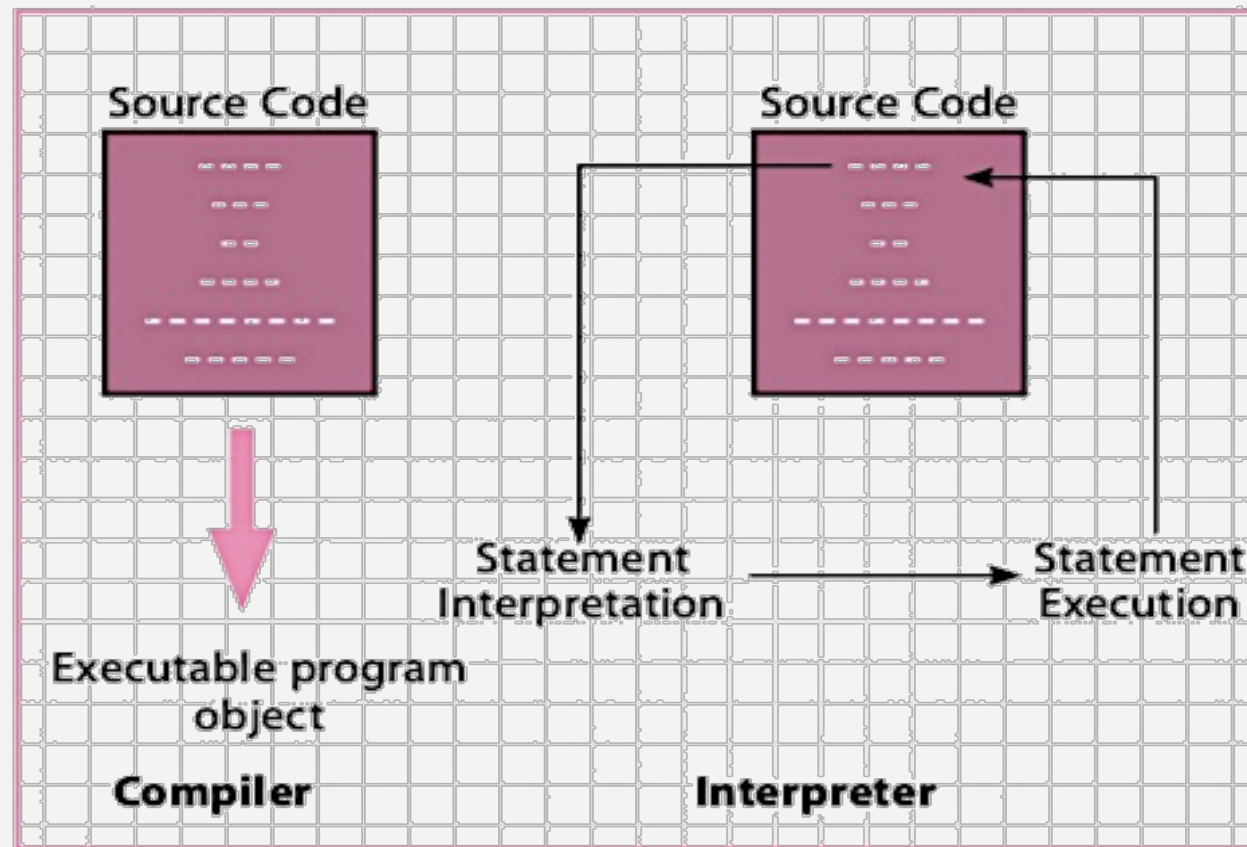 Source Code
Executable program
object
Compiler
Source Code
Statement
Interpretation
Statement
Execution
Interpreter